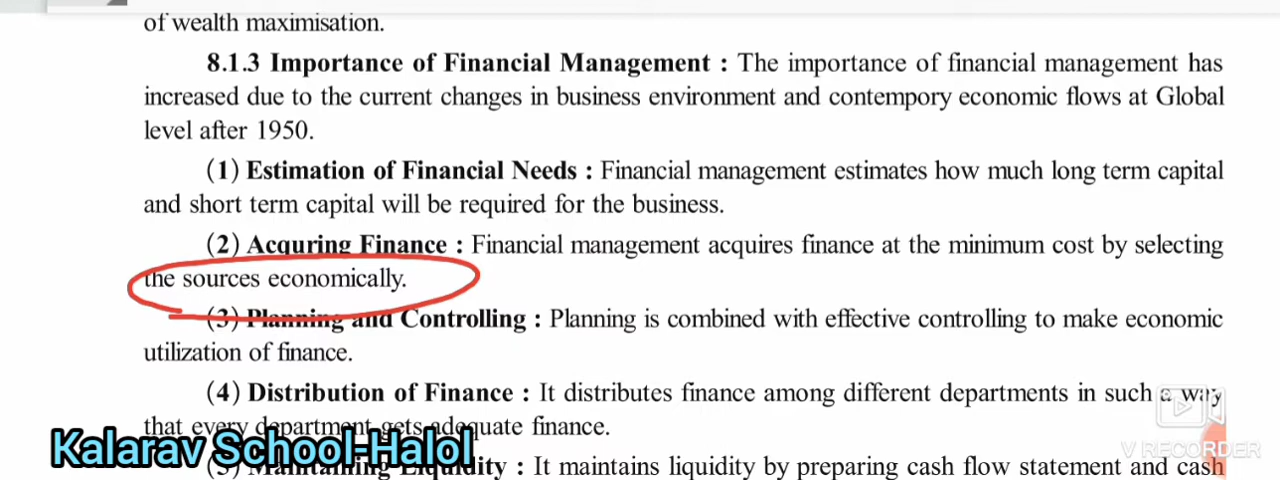 of wealth maximisation.
8.1.3 Importance of Financial Management : The importance of financial management has
increased due to the current changes in business environment and contempory economic flows at Global
level after 1950.
(1) Estimation of Financial Needs : Financial management estimates how much long term capital
and short term capital will be required for the business.
(2) Acquring Finance : Financial management acquires finance at the minimum cost by selecting
the sources economically.
(3) Planning and Controlling : Planning is combined with effective controlling to make economic
utilization of finance.
(4) Distribution of Finance : It distributes finance among different departments in such a way
that every department gets adequate finance.
Kalarav School-Halol
V RECORDER
(5) Maintaining Liquidity : It maintains liquidity by preparing cash flow statement and cash